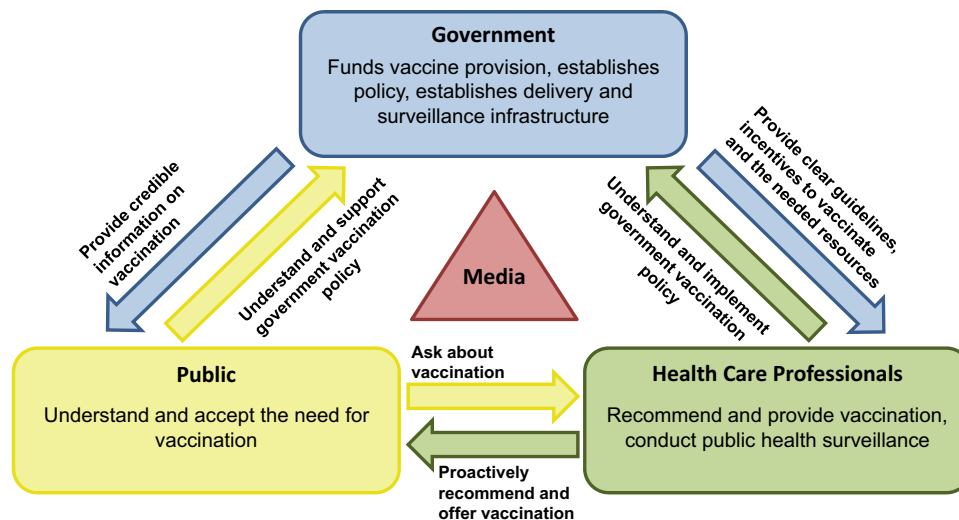 Government
Funds vaccine provision, establishes
policy, establishes delivery and
surveillance infrastructure
Provide credible
information on
vaccination
Understand and support
government vaccination
policy
Media
Understand and implement
government vaccination
policy
Provide clear guidelines,
incentives to vaccinate
and the needed resources
Public
Understand and accept the need for
vaccination
Ask about
vaccination
Proactively
recommend and
offer vaccination
Health Care Professionals
Recommend and provide vaccination,
conduct public health surveillance